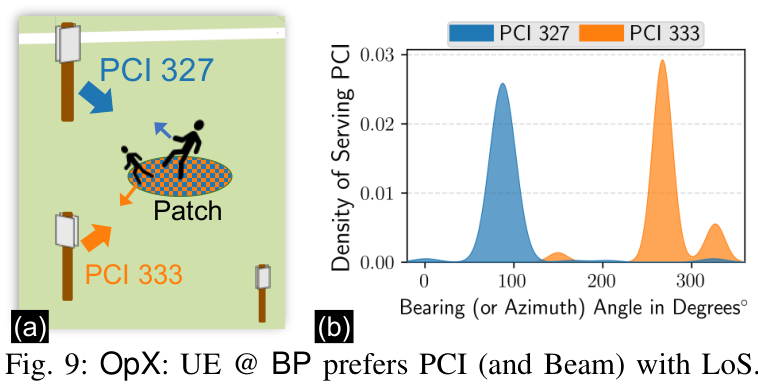 PCI 327
Patch
PCI 333
(a)
PCI 327 PCI 333
Density of Serving PCI
0.03
0.02
0.01
0.00
0 100 200 300
Bearing (or Azimuth) Angle in Degrees°
(b)
Fig. 9: OpX: UE @ BP prefers PCI (and Beam) with LoS.